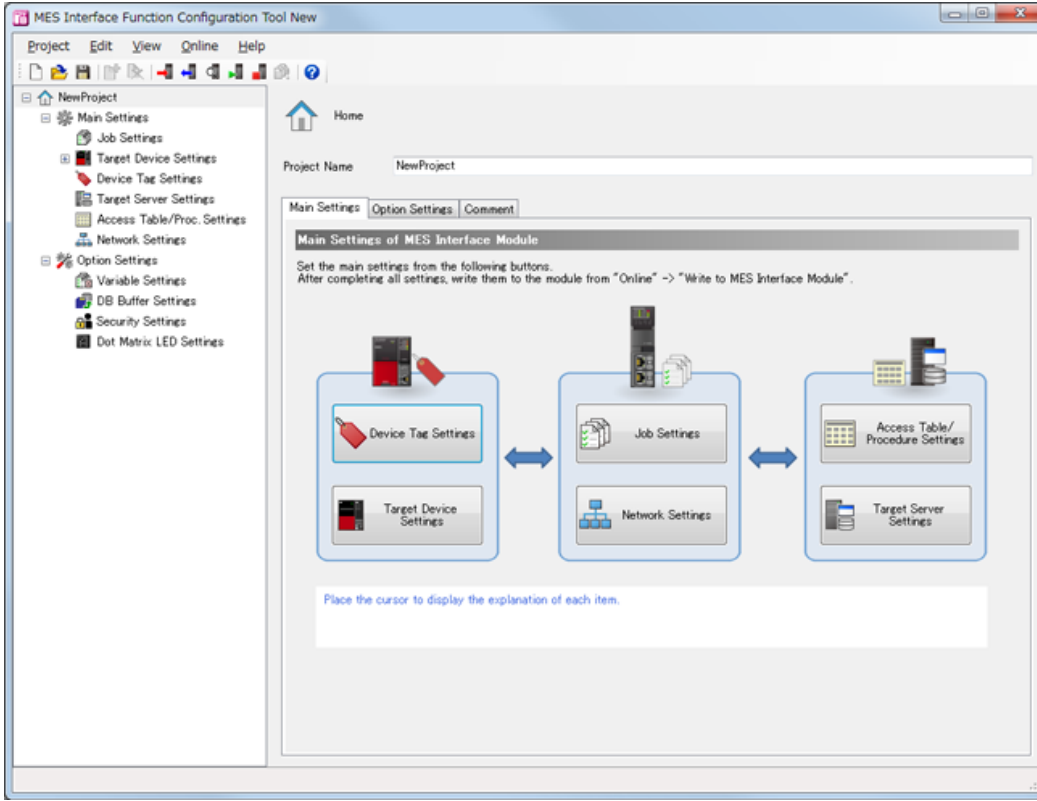 MES Interface Function Configuration Tool New
Project Edit View Online Help
NewProject
Main Settings
Job Settings
Target Device Settings
Device Tag Settings
Target Server Settings
Access Table/Proc. Settings
Network Settings
Option Settings
Variable Settings
DB Buffer Settings
Security Settings
Dot Matrix LED Settings
Home
Project Name NewProject
Main Settings Option Settings Comment
Main Settings of MES Interface Module
Set the main settings from the following buttons.
After completing all settings, write them to the module from "Online" -> "Write to MES Interface Module".
Device Tag Settings
Target Device
Settings
Job Settings
Network Settings
Access Table/
Procedure Settings
Target Server
Settings
Place the cursor to display the explanation of each item.